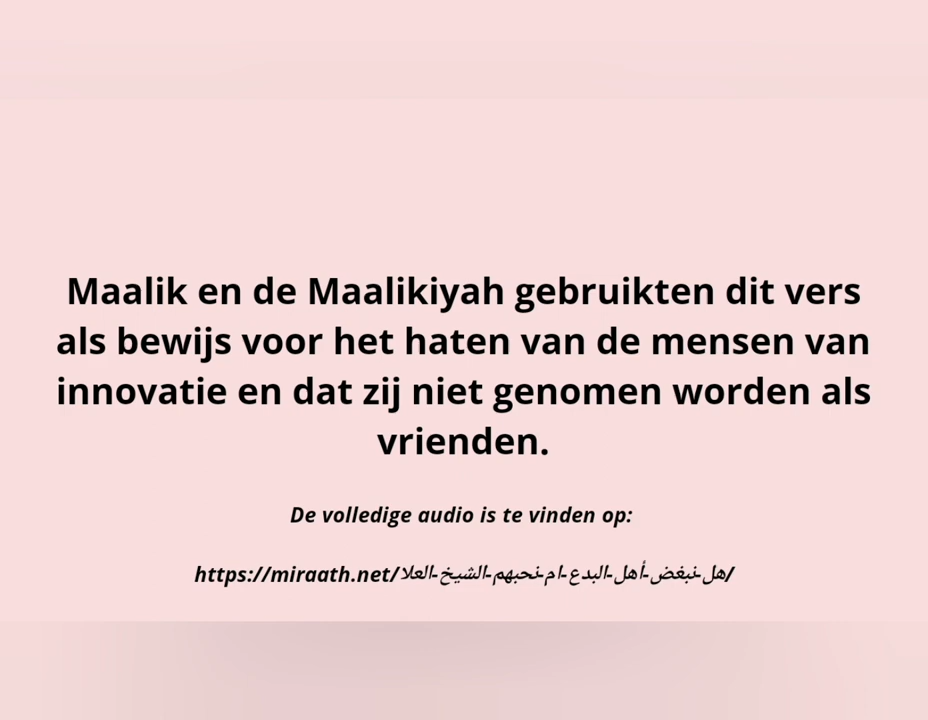 Maalik en de Maalikiyah gebruikten dit vers
als bewijs voor het haten van de mensen van
innovatie en dat zij niet genomen worden als
vrienden.
De volledige audio is te vinden op:
https://miraath.net/هل-نبغض-أهل-البدع-ام-نحبهم-الشيخ-العلا/